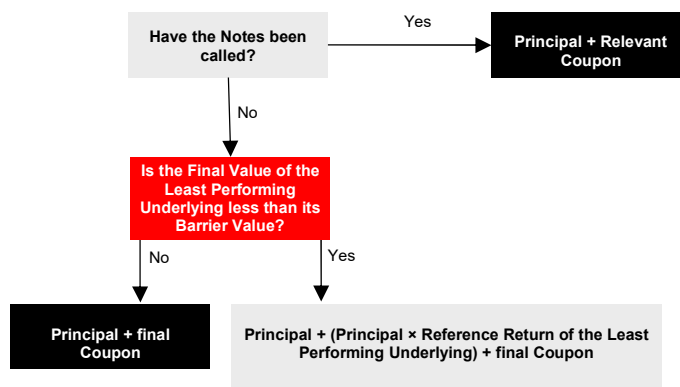 Have the Notes been
called?
Yes
Principal + Relevant
Coupon
No
Is the Final Value of the
Least Performing
Underlying less than its
Barrier Value?
No
Yes
Principal + final
Coupon
Principal + (Principal × Reference Return of the Least
Performing Underlying) + final Coupon